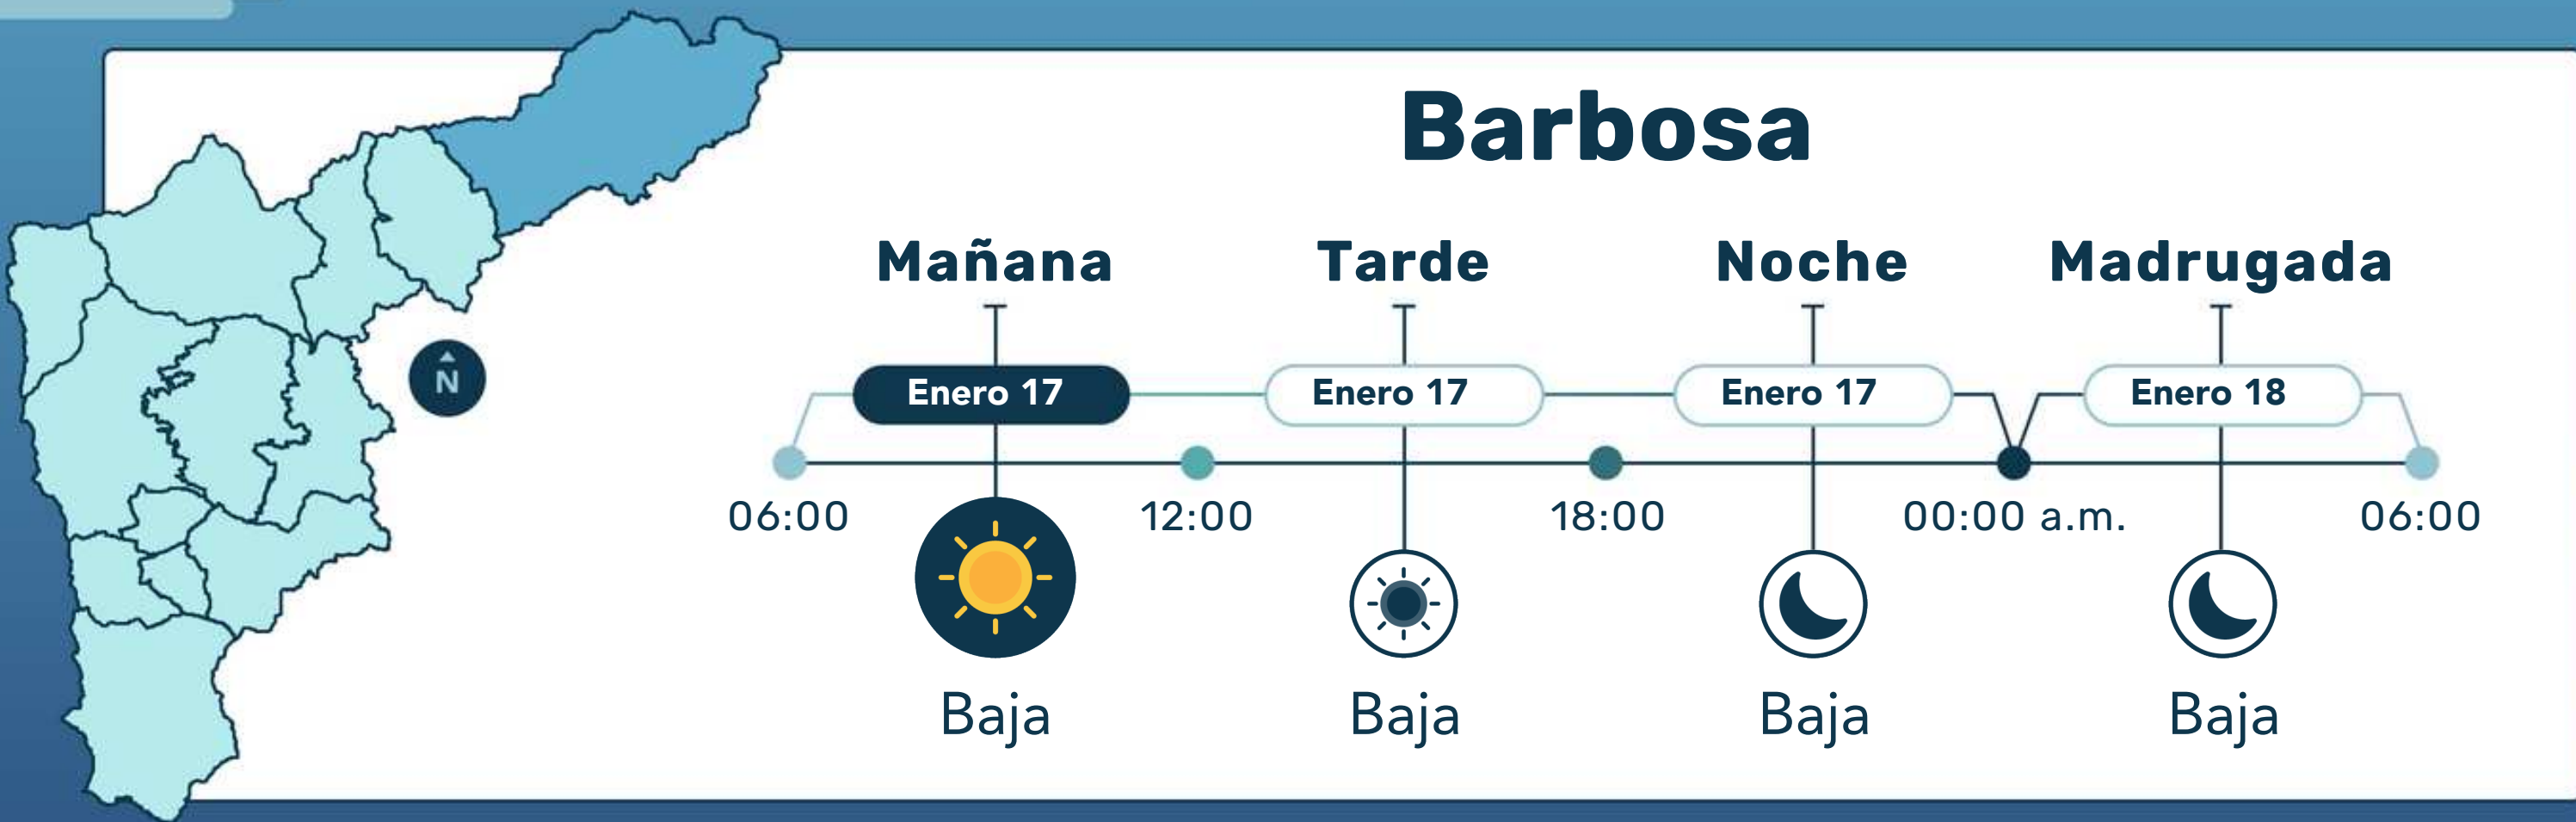 Barbosa
Mañana Tarde Noche Madrugada
Enero 17 Enero 17 Enero 17 Enero 18
N
06:00 12:00 18:00 00:00 a.m. 06:00
Baja Baja Baja Baja